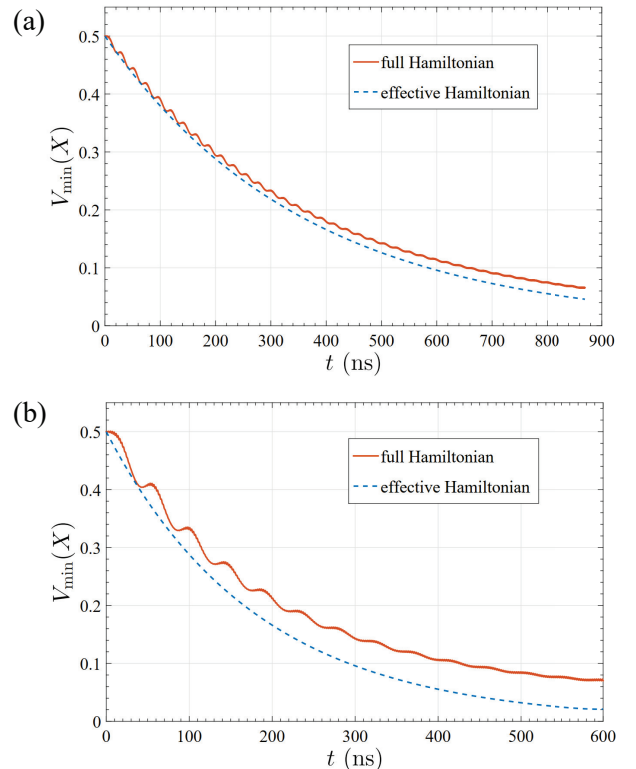 (a)
0.5
0.4
0.3
0.2
0.1
0
V_min(X)
full Hamiltonian
effective Hamiltonian
0 100 200 300 400 500 600 700 800 900
t (ns)
(b)
0.5
0.4
0.3
0.2
0.1
0
V_min(X)
full Hamiltonian
effective Hamiltonian
0 100 200 300 400 500 600
t (ns)